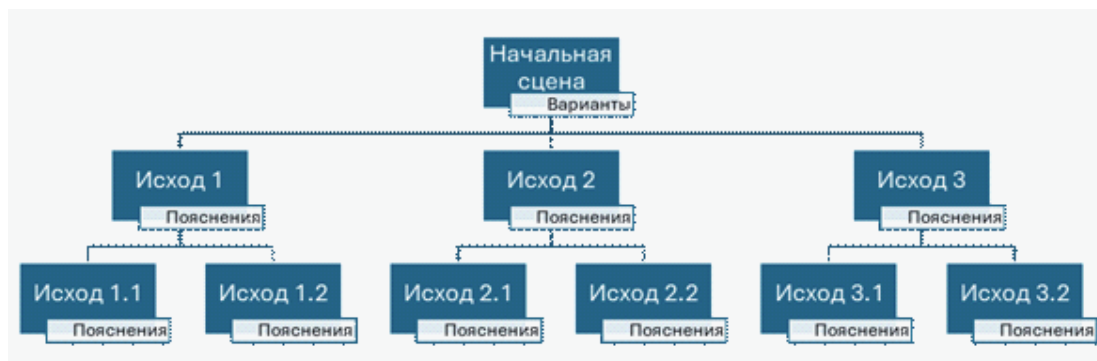 Начальная
сцена
Варианты
Исход 1
Исход 2
Исход 3
Пояснения
Пояснения
Пояснения
Исход 1.1
Исход 1.2
Исход 2.1
Исход 2.2
Исход 3.1
Исход 3.2
Пояснения
Пояснения
Пояснения
Пояснения
Пояснения
Пояснения